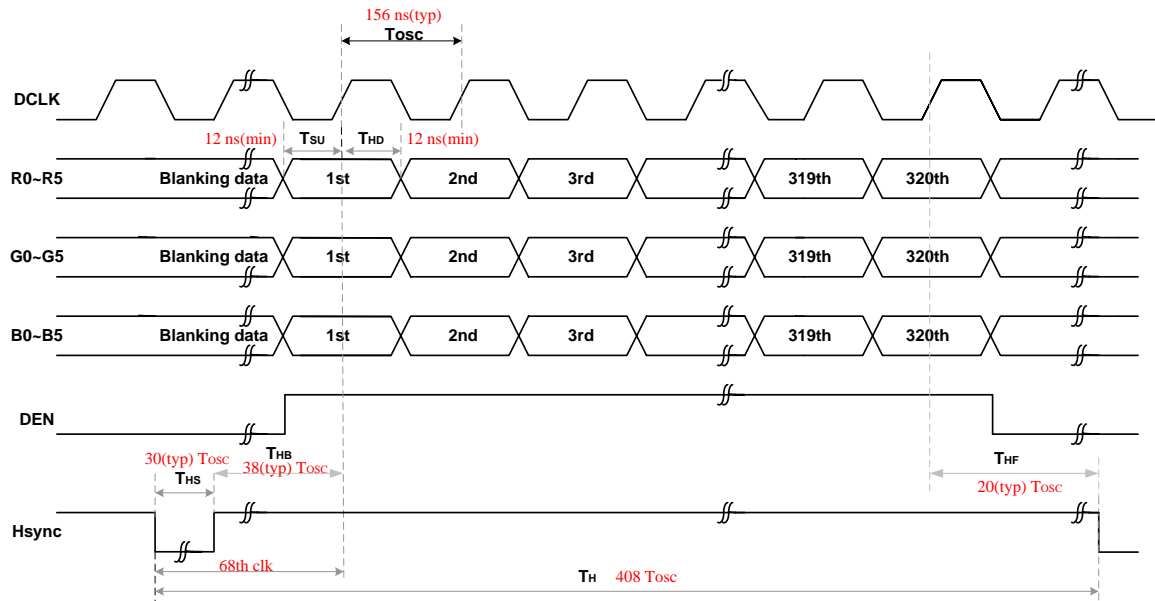 156 ns(typ)
Tosc
DCLK
12 ns(min) TSU THD 12 ns(min)
R0~R5 Blanking data 1st 2nd 3rd 319th 320th
G0~G5 Blanking data 1st 2nd 3rd 319th 320th
B0~B5 Blanking data 1st 2nd 3rd 319th 320th
DEN
30(typ) Tosc THB THF
THS 38(typ) Tosc 20(typ) Tosc
Hsync
68th clk
TH 408 Tosc